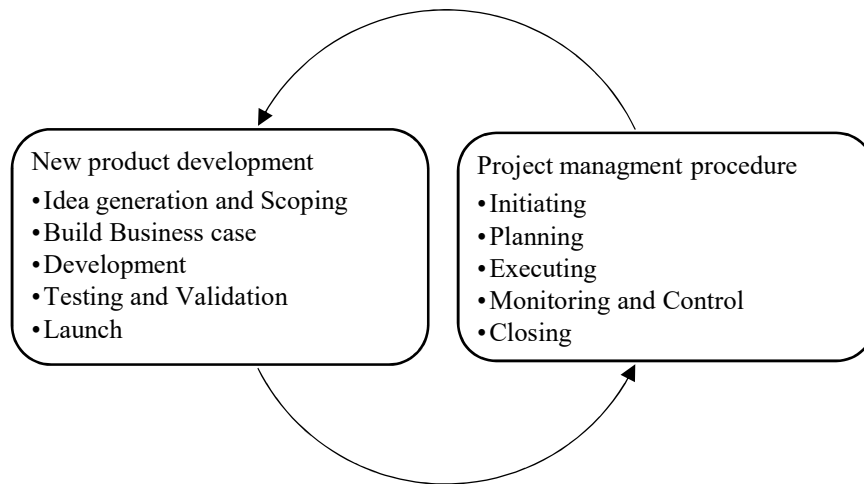 New product development
•Idea generation and Scoping
•Build Business case
•Development
•Testing and Validation
•Launch
Project managment procedure
•Initiating
•Planning
•Executing
•Monitoring and Control
•Closing